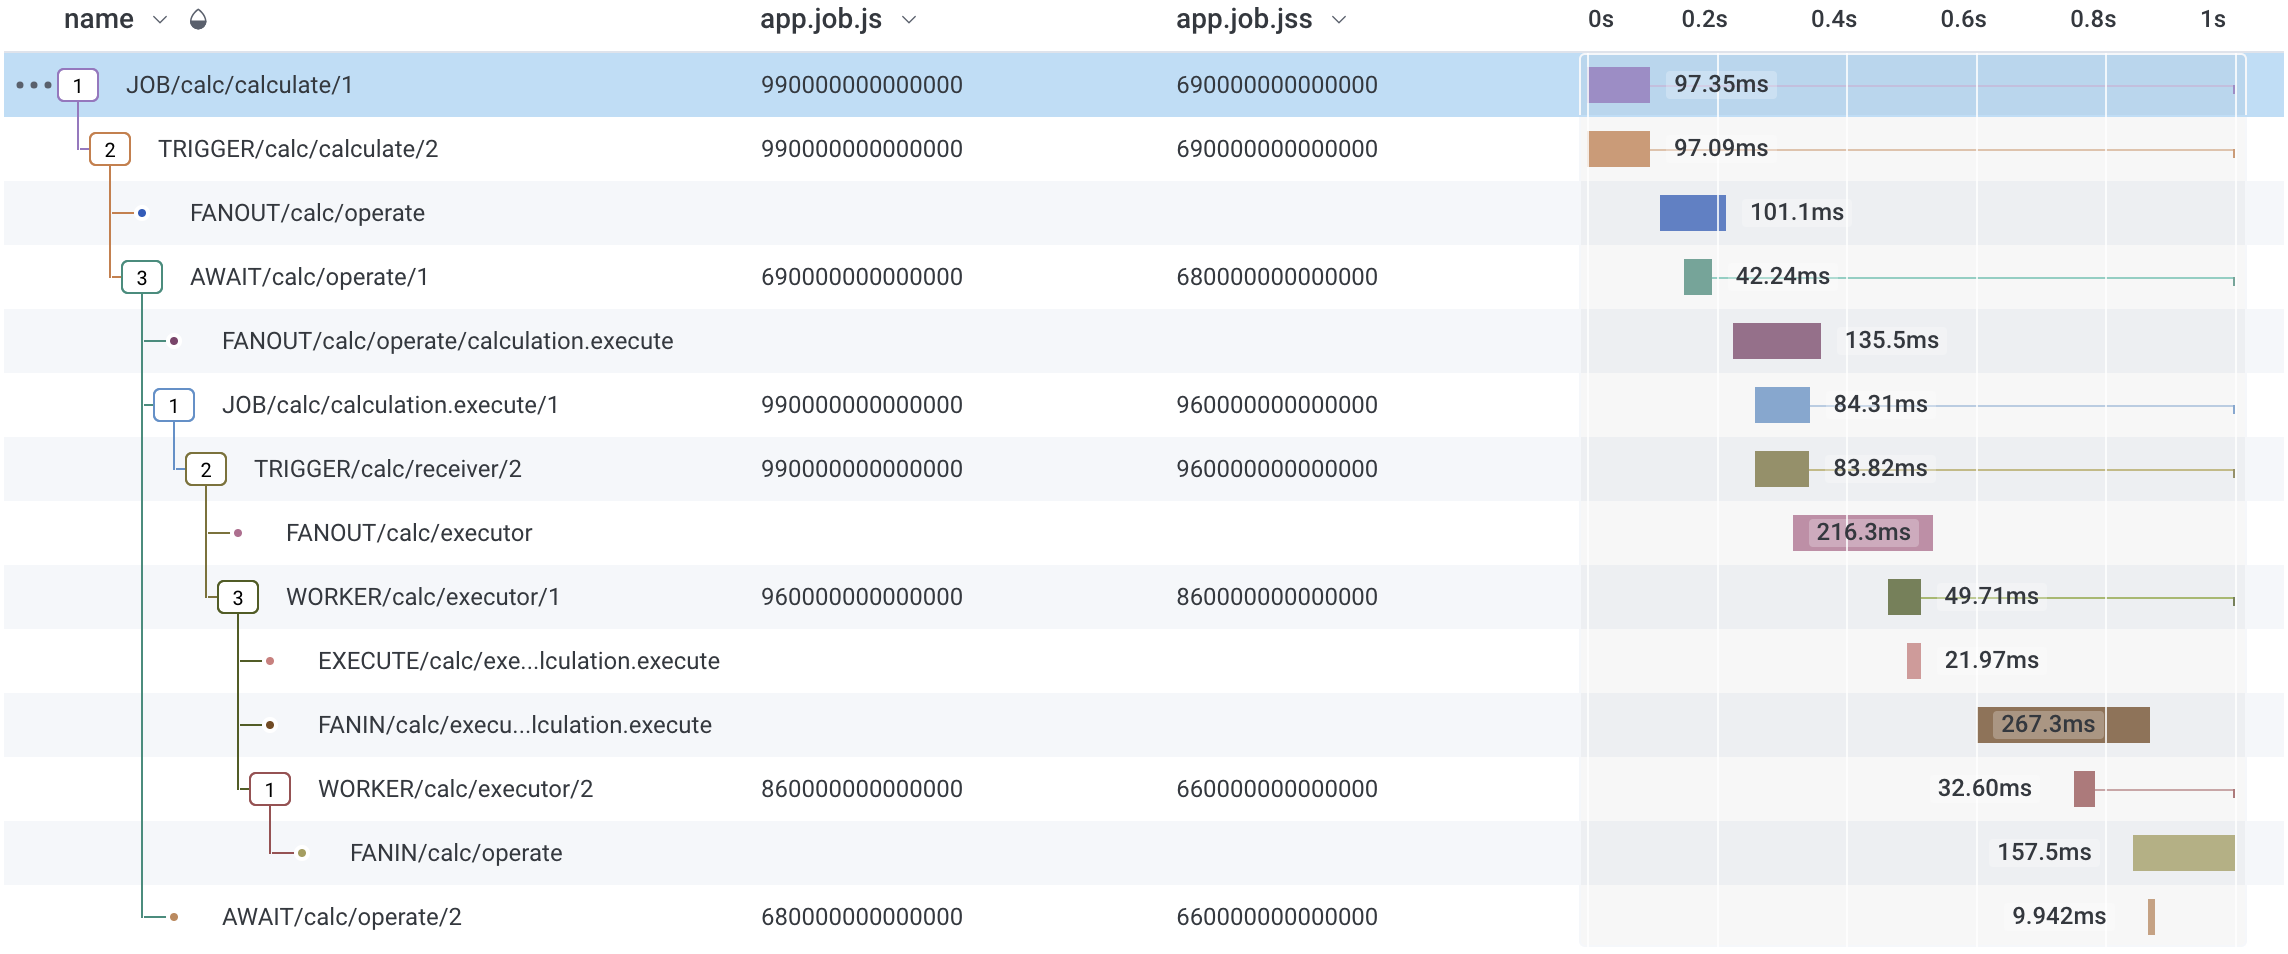 name app.job.js app.job.jss 0s 0.2s 0.4s 0.6s 0.8s 1s
1 JOB/calc/calculate/1 990000000000000 690000000000000 97.35ms
2 TRIGGER/calc/calculate/2 990000000000000 690000000000000 97.09ms
FANOUT/calc/operate 101.1ms
3 AWAIT/calc/operate/1 690000000000000 680000000000000 42.24ms
FANOUT/calc/operate/calculation.execute 135.5ms
1 JOB/calc/calculation.execute/1 990000000000000 960000000000000 84.31ms
2 TRIGGER/calc/receiver/2 990000000000000 960000000000000 83.82ms
FANOUT/calc/executor 216.3ms
3 WORKER/calc/executor/1 960000000000000 860000000000000 49.71ms
EXECUTE/calc/exe...lculation.execute 21.97ms
FANIN/calc/execu...lculation.execute 267.3ms
1 WORKER/calc/executor/2 860000000000000 660000000000000 32.60ms
FANIN/calc/operate 157.5ms
AWAIT/calc/operate/2 680000000000000 660000000000000 9.942ms